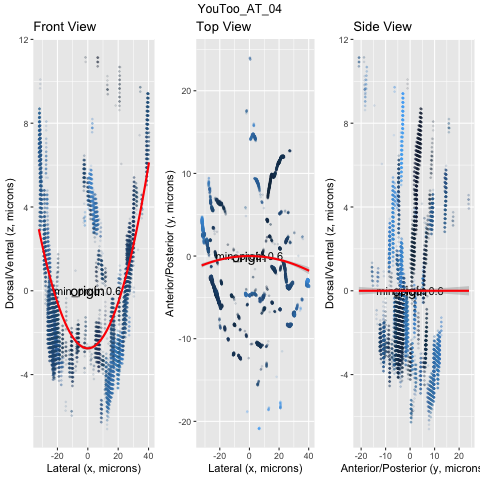 YouToo_AT_04
Front View
Top View
Side View
Dorsal/Ventral (z, microns)
12
8
4
0
-4
-20
0
20
40
Lateral (x, microns)
origin
0.6
Anterior/Posterior (y, microns)
20
10
0
-10
-20
-20
0
20
40
Lateral (x, microns)
origin
0.6
Dorsal/Ventral (z, microns)
12
8
4
0
-4
-20
-10
0
10
20
Anterior/Posterior (y, microns
origin
0.6